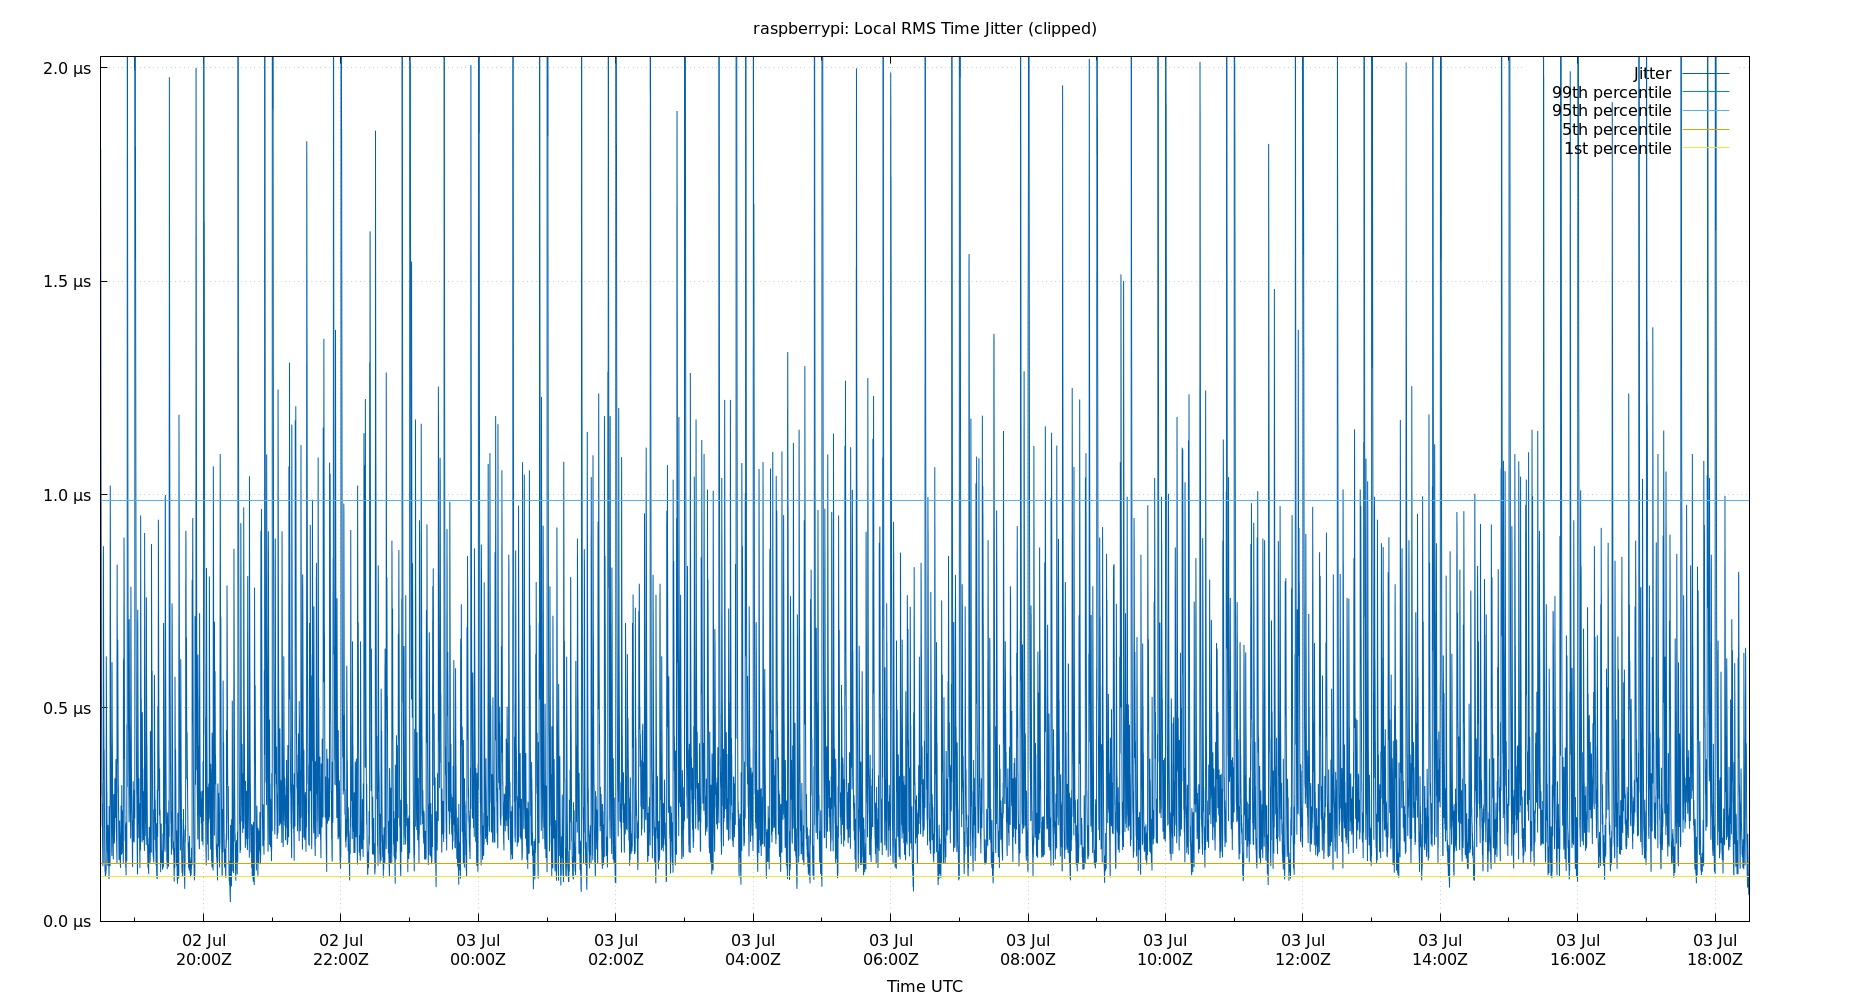 raspberrypi: Local RMS Time Jitter (clipped)
2.0 μs
1.5 μs
1.0 μs
0.5 μs
0.0 μs
Jitter
99th percentile
95th percentile
5th percentile
1st percentile
02 Jul
20:00Z
02 Jul
22:00Z
03 Jul
00:00Z
03 Jul
02:00Z
03 Jul
04:00Z
03 Jul
06:00Z
03 Jul
08:00Z
03 Jul
10:00Z
03 Jul
12:00Z
03 Jul
14:00Z
03 Jul
16:00Z
03 Jul
18:00Z
Time UTC